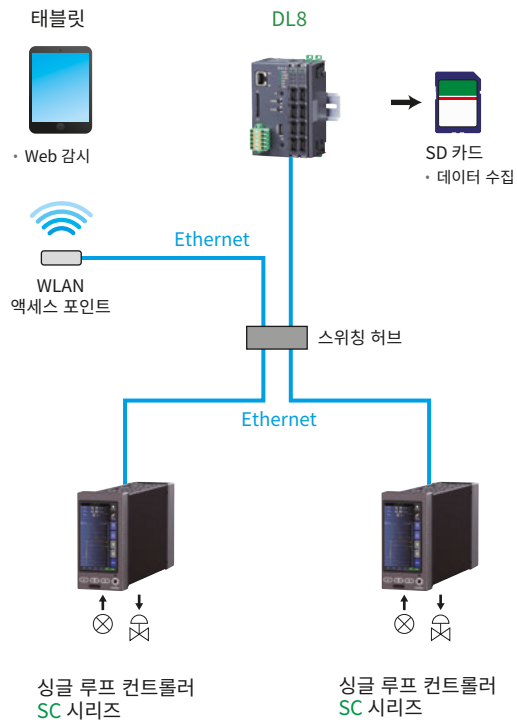 태블릿
DL8
• Web 감시
SD 카드
• 데이터 수집
Ethernet
WLAN
액세스 포인트
스위칭 허브
Ethernet
싱글 루프 컨트롤러
SC 시리즈
싱글 루프 컨트롤러
SC 시리즈